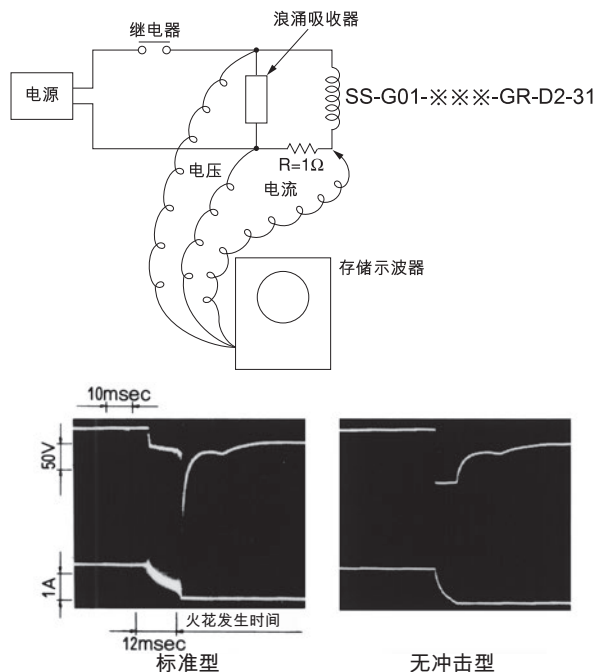 浪涌吸收器
继电器
电源
SS-G01-※※※-GR-D2-31
R=1Ω
电压
电流
存储示波器
10msec
50V
1A
火花发生时间
12msec
标准型
无冲击型